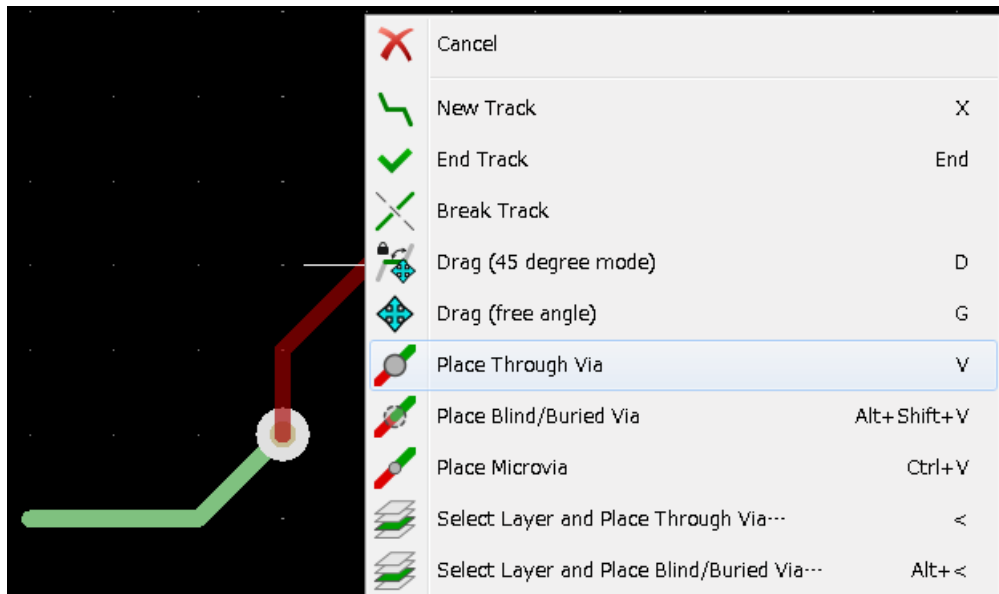 Cancel
New Track X
End Track End
Break Track
Drag (45 degree mode) D
Drag (free angle) G
Place Through Via V
Place Blind/Buried Via Alt+Shift+V
Place Microvia Ctrl+V
Select Layer and Place Through Via... <
Select Layer and Place Blind/Buried Via... Alt+<